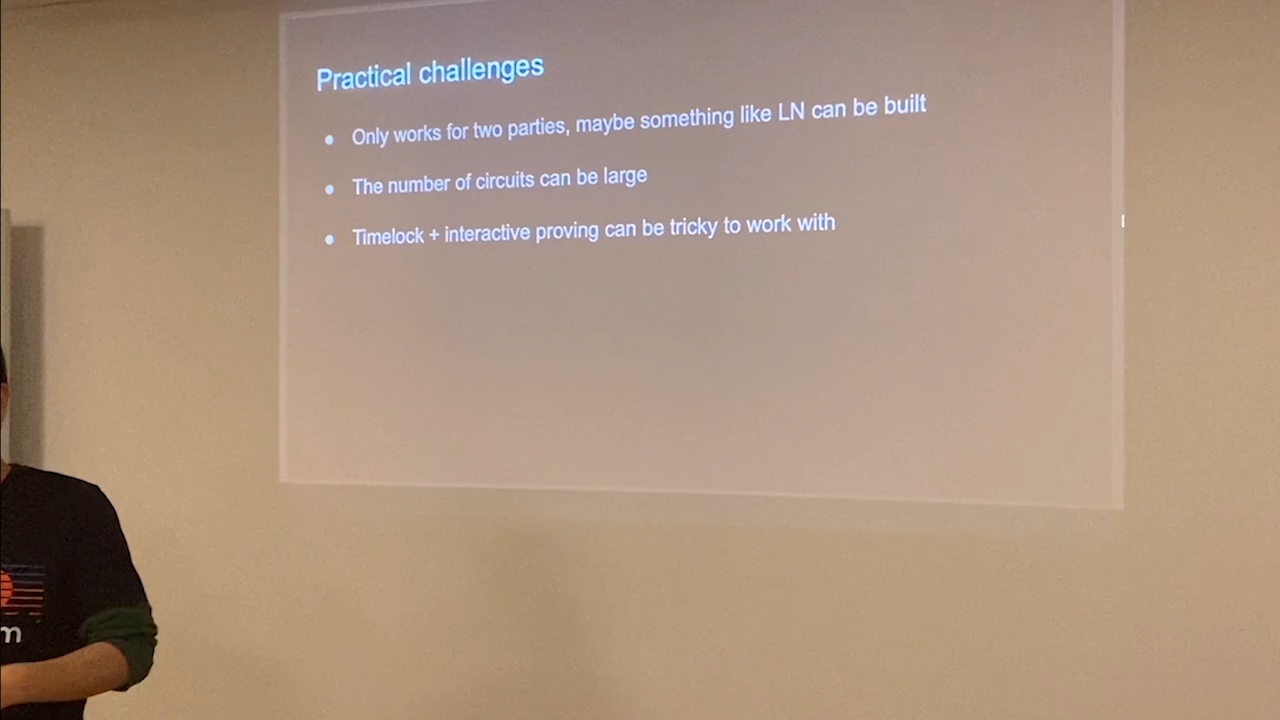 Practical challenges
● Only works for two parties, maybe something like LN can be built
● The number of circuits can be large
● Timelock + interactive proving can be tricky to work with
m